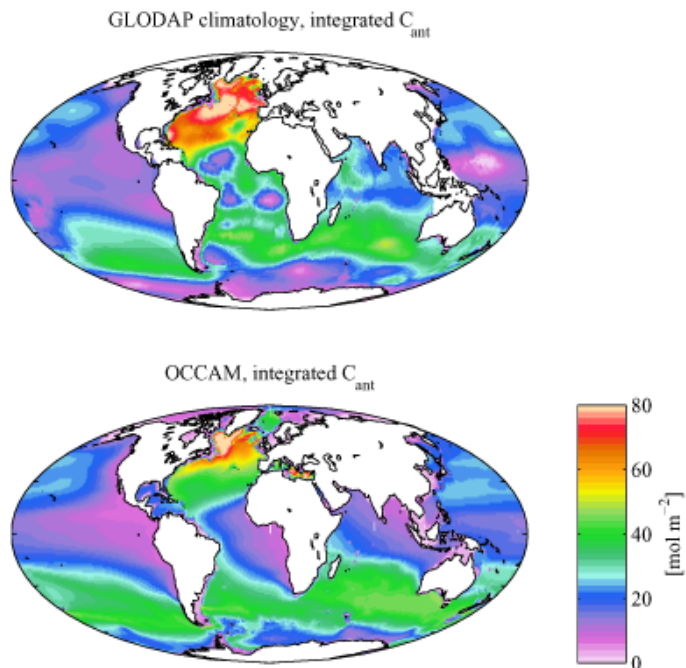 GLODAP climatology, integrated C_ant
OCCAM, integrated C_ant
80
60
40
20
0
[mol m⁻²]